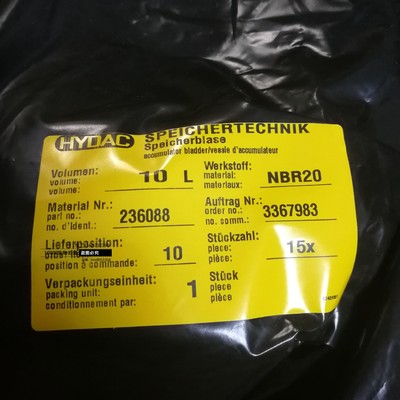 HYDAC SPEICHERTECHNIK
Speicherblase
accumulator bladder/vessie d'accumulateur
Volumen: 10 L Werkstoff: NBR20
volume: material:
volume: materiaux:
Material Nr.: 236088 Auftrag Nr.: 3367983
part no.: order no.:
no. d'ident.: no. comm.:
Lieferposition: 10 Stückzahl: 15x
order piece:
position à commande: pièce:
Verpackungseinheit: 1 Stück
packing unit: piece
conditionnement par: pièce